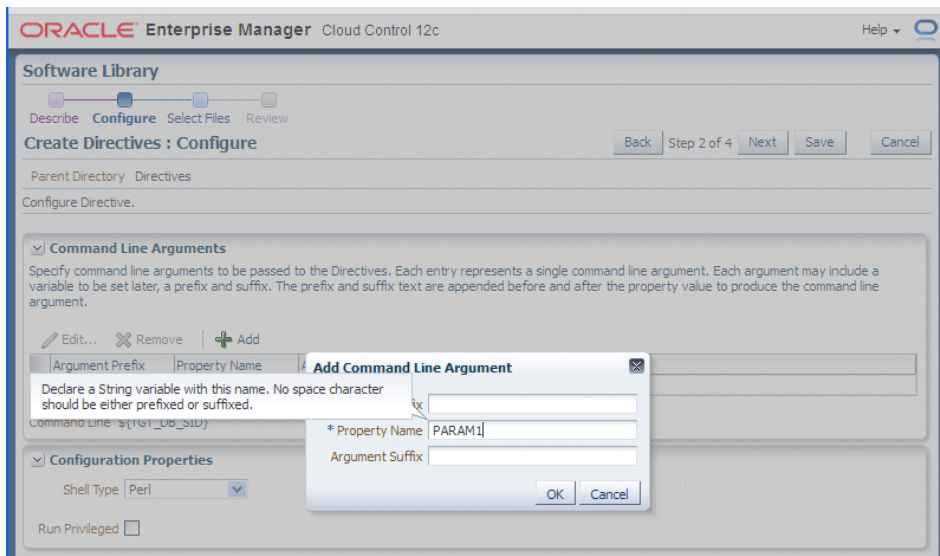 ORACLE Enterprise Manager Cloud Control 12c Help
Software Library
Describe Configure Select Files Review
Create Directives : Configure Back Step 2 of 4 Next Save Cancel
Parent Directory Directives
Configure Directive.
Command Line Arguments
Specify command line arguments to be passed to the Directives. Each entry represents a single command line argument. Each argument may include a
variable to be set later, a prefix and suffix. The prefix and suffix text are appended before and after the property value to produce the command line
argument.
Edit... Remove Add
Argument Prefix Property Name A
Add Command Line Argument
Declare a String variable with this name. No space character
should be either prefixed or suffixed.
ix
* Property Name PARAM1
Argument Suffix
OK Cancel
Command Line ${TGT_DB_SID}
Configuration Properties
Shell Type Perl
Run Privileged